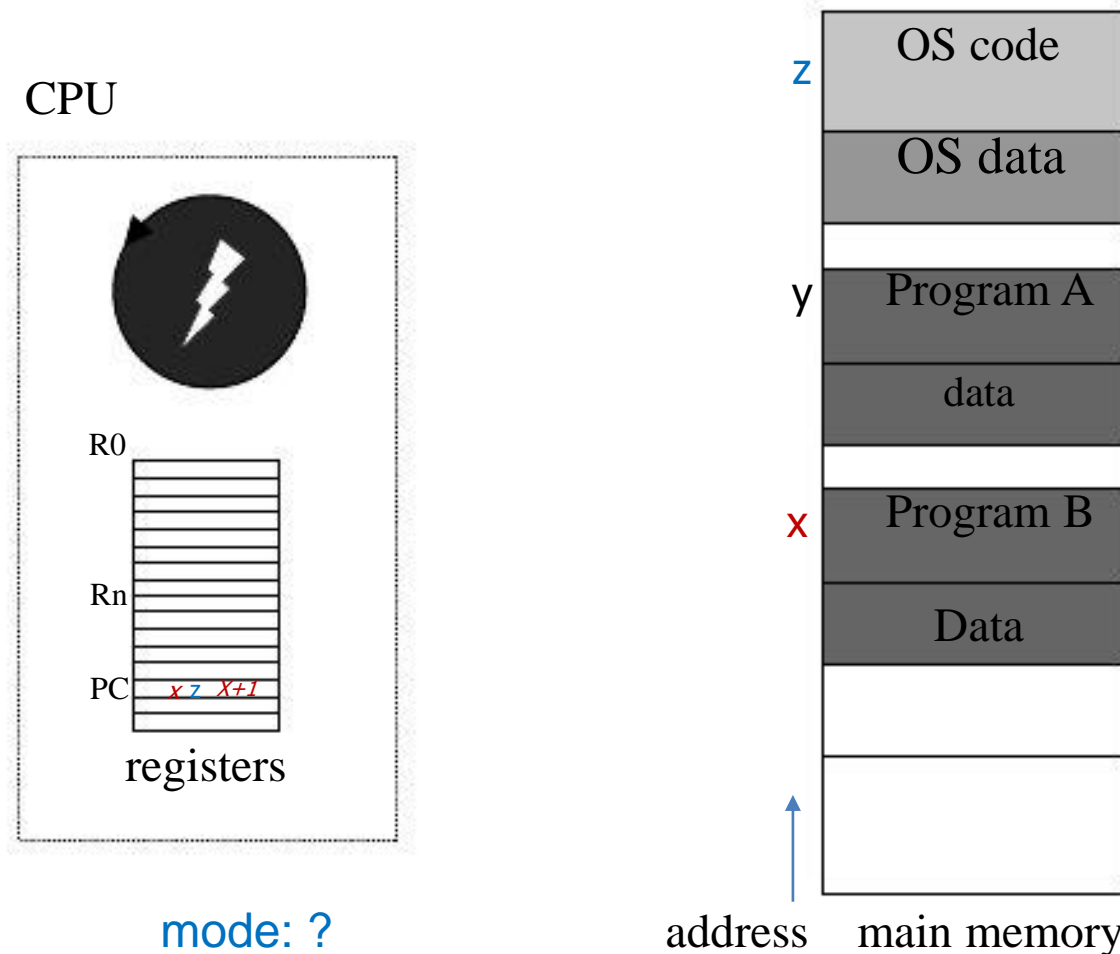 CPU
R0
Rn
PC
x z X+1
registers
mode: ?
z
OS code
OS data
y
Program A
data
x
Program B
Data
address
main memory